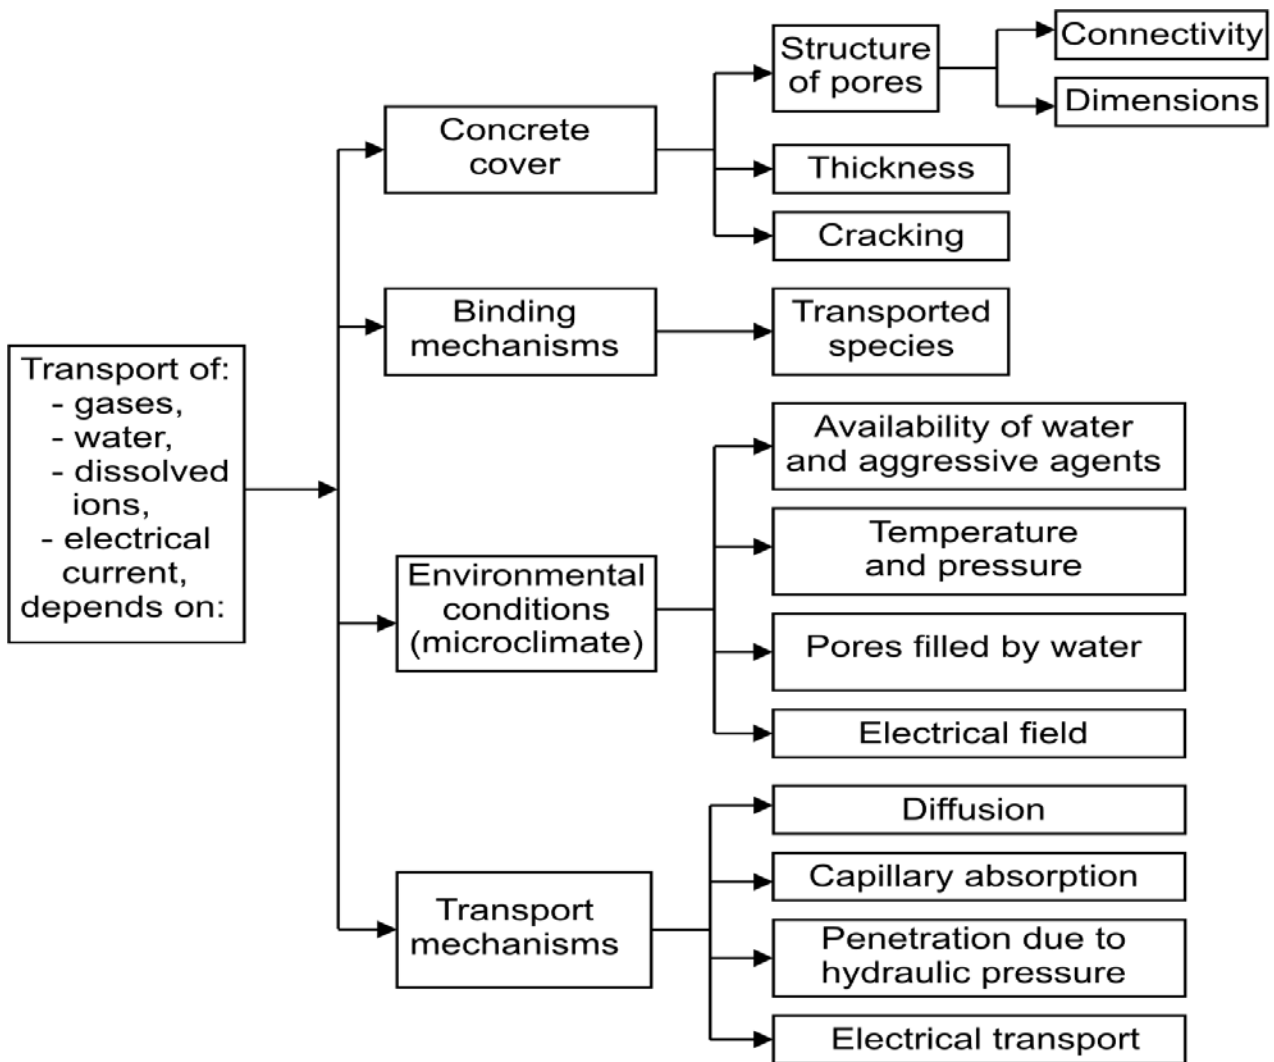 Transport of:
- gases,
- water,
- dissolved
ions,
- electrical
current,
depends on:
Concrete
cover
Structure
of pores
Connectivity
Dimensions
Thickness
Cracking
Binding
mechanisms
Transported
species
Environmental
conditions
(microclimate)
Availability of water
and aggressive agents
Temperature
and pressure
Pores filled by water
Electrical field
Transport
mechanisms
Diffusion
Capillary absorption
Penetration due to
hydraulic pressure
Electrical transport